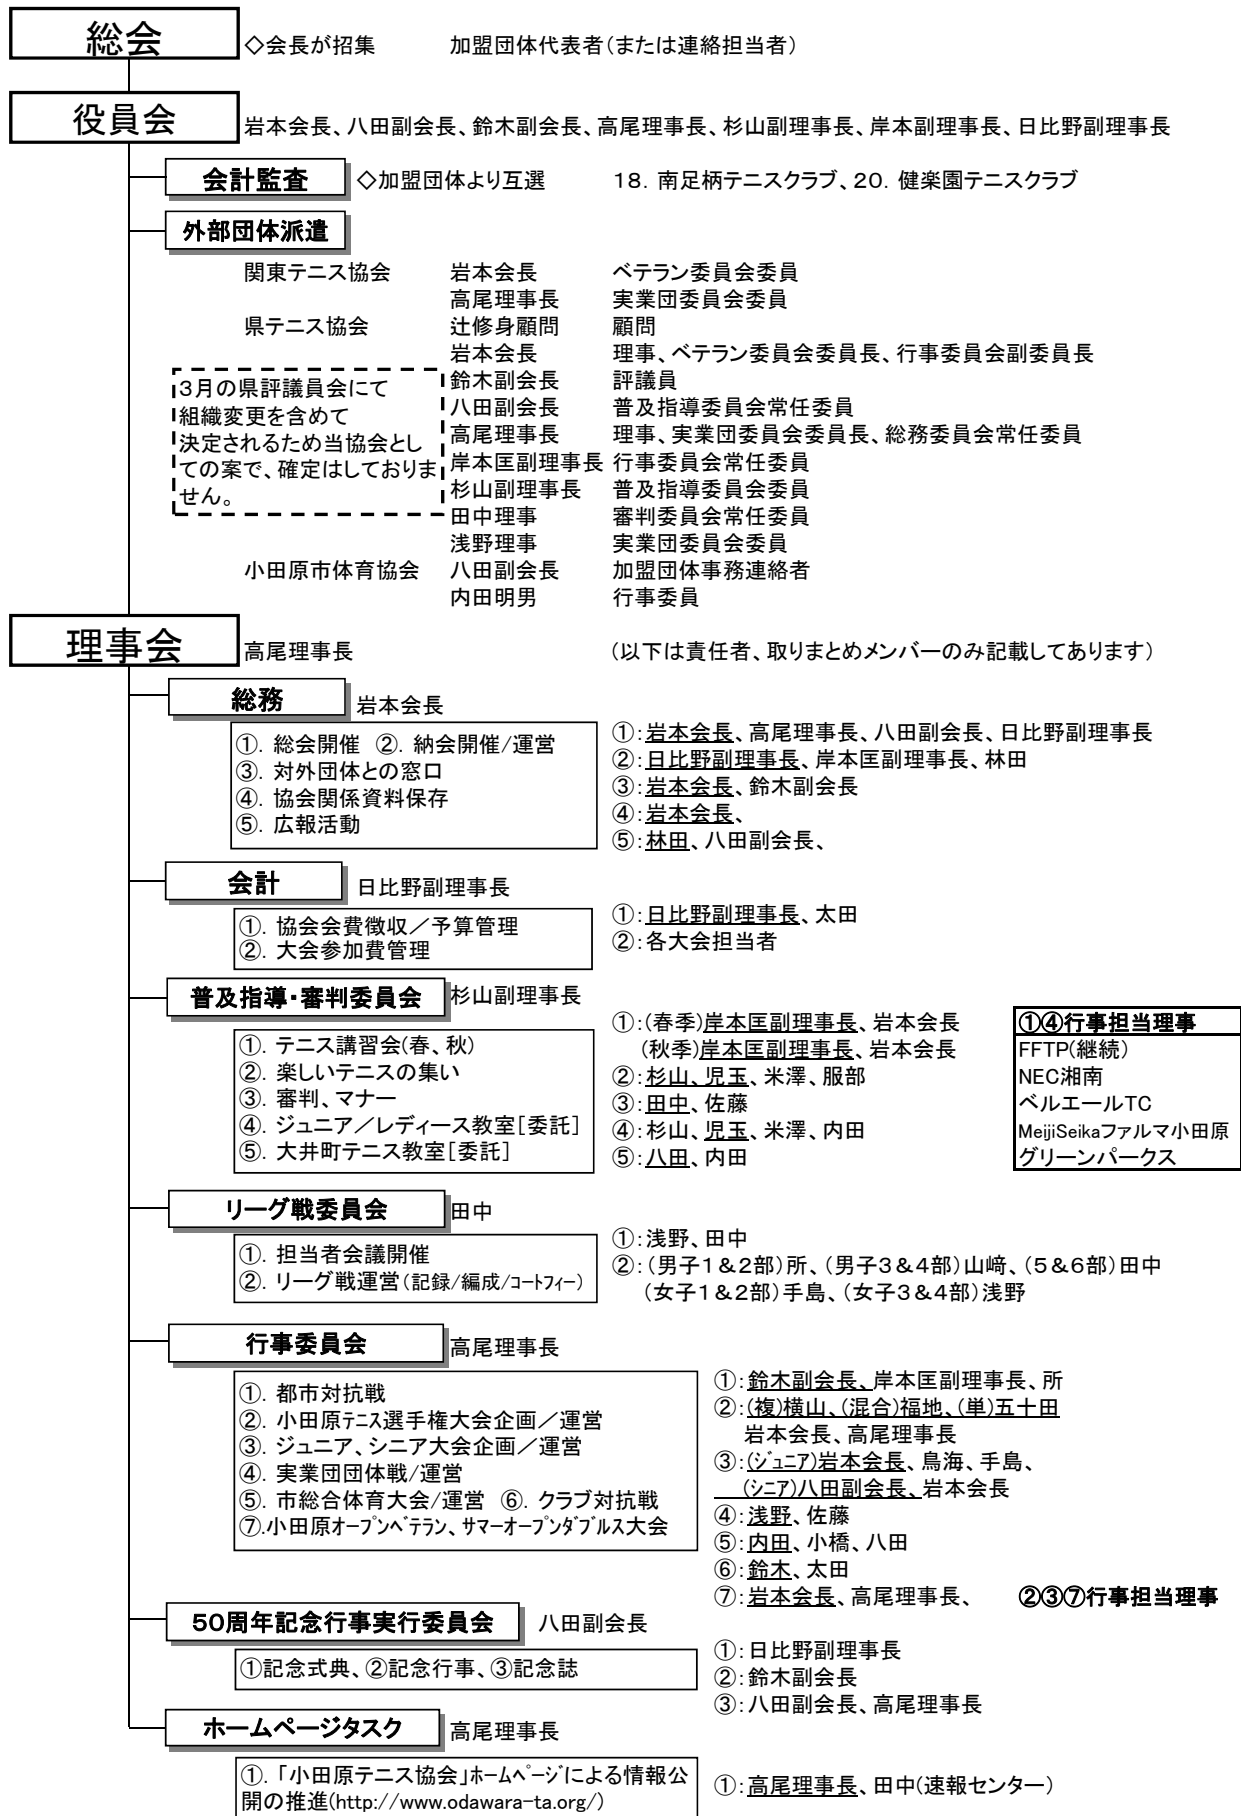 総会 ◇会長が招集 加盟団体代表者(または連絡担当者)
役員会 岩本会長、八田副会長、鈴木副会長、高尾理事長、杉山副理事長、岸本副理事長、日比野副理事長
会計監査 ◇加盟団体より互選 18. 南足柄テニスクラブ、20. 健楽園テニスクラブ
外部団体派遣
関東テニス協会 岩本会長 ベテラン委員会委員
高尾理事長 実業団委員会委員
県テニス協会 辻修身顧問 顧問
岩本会長 理事、ベテラン委員会委員長、行事委員会副委員長
鈴木副会長 評議員
八田副会長 普及指導委員会常任委員
高尾理事長 理事、実業団委員会委員長、総務委員会常任委員
岸本匡副理事長 行事委員会常任委員
杉山副理事長 普及指導委員会委員
田中理事 審判委員会常任委員
浅野理事 実業団委員会委員
3月の県評議員会にて
組織変更を含めて
決定されるため当協会とし
ての案で、確定はしておりま
せん。
小田原市体育協会 八田副会長 加盟団体事務連絡者
内田明男 行事委員
理事会 高尾理事長 (以下は責任者、取りまとめメンバーのみ記載してあります)
総務 岩本会長
①. 総会開催 ②. 納会開催/運営
③. 対外団体との窓口
④. 協会関係資料保存
⑤. 広報活動
①:岩本会長、高尾理事長、八田副会長、日比野副理事長
②:日比野副理事長、岸本匡副理事長、林田
③:岩本会長、鈴木副会長
④:岩本会長、
⑤:林田、八田副会長、
会計 日比野副理事長
①. 協会会費徴収/予算管理
②. 大会参加費管理
①:日比野副理事長、太田
②:各大会担当者
普及指導・審判委員会 杉山副理事長
①. テニス講習会(春、秋)
②. 楽しいテニスの集い
③. 審判、マナー
④. ジュニア/レディース教室[委託]
⑤. 大井町テニス教室[委託]
①:(春季)岸本匡副理事長、岩本会長
(秋季)岸本匡副理事長、岩本会長
②:杉山、児玉、米澤、服部
③:田中、佐藤
④:杉山、児玉、米澤、内田
⑤:八田、内田
①④行事担当理事
FFTP(継続)
NEC湘南
ベルエールTC
MeijiSeikaファルマ小田原
グリーンパークス
リーグ戦委員会 田中
①. 担当者会議開催
②. リーグ戦運営(記録/編成/コートフィー)
①:浅野、田中
②:(男子1&2部)所、(男子3&4部)山﨑、(5&6部)田中
(女子1&2部)手島、(女子3&4部)浅野
行事委員会 高尾理事長
①. 都市対抗戦
②. 小田原テニス選手権大会企画/運営
③. ジュニア、シニア大会企画/運営
④. 実業団団体戦/運営
⑤. 市総合体育大会/運営 ⑥. クラブ対抗戦
⑦.小田原オープンベテラン、サマーオープンダブルス大会
①:鈴木副会長、岸本匡副理事長、所
②:(複)横山、(混合)福地、(単)五十田
岩本会長、高尾理事長
③:(ジュニア)岩本会長、鳥海、手島、
(シニア)八田副会長、岩本会長
④:浅野、佐藤
⑤:内田、小橋、八田
⑥:鈴木、太田
⑦:岩本会長、高尾理事長、 ②③⑦行事担当理事
50周年記念行事実行委員会 八田副会長
①記念式典、②記念行事、③記念誌
①:日比野副理事長
②:鈴木副会長
③:八田副会長、高尾理事長
ホームページタスク 高尾理事長
①. 「小田原テニス協会」ホームページによる情報公
開の推進(http://www.odawara-ta.org/)
①:高尾理事長、田中(速報センター)